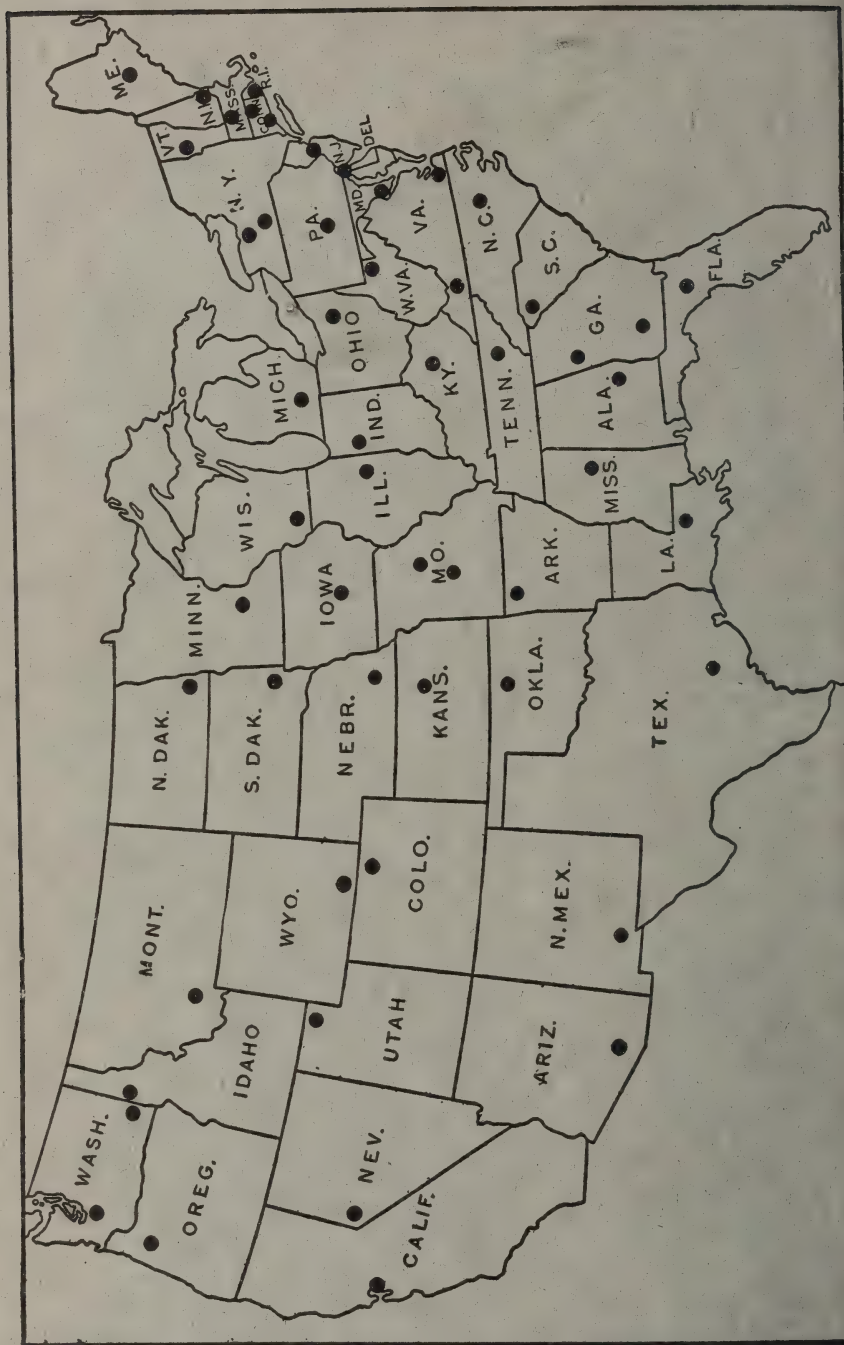 WASH.
OREG.
CALIF.
NEV.
IDAHO
MONT.
WYO.
UTAH
ARIZ.
COLO.
N. MEX.
N. DAK.
S. DAK.
NEBR.
KANS.
OKLA.
TEX.
MINN.
IOWA
MO.
ARK.
LA.
WIS.
ILL.
MICH.
IND.
OHIO
KY.
TENN.
MISS.
ALA.
GA.
FLA.
S.C.
N.C.
VA.
W.VA.
MD.
DEL
N.J.
PA.
N.Y.
VT.
N.H.
ME.
MASS.
CONN.
R.I.